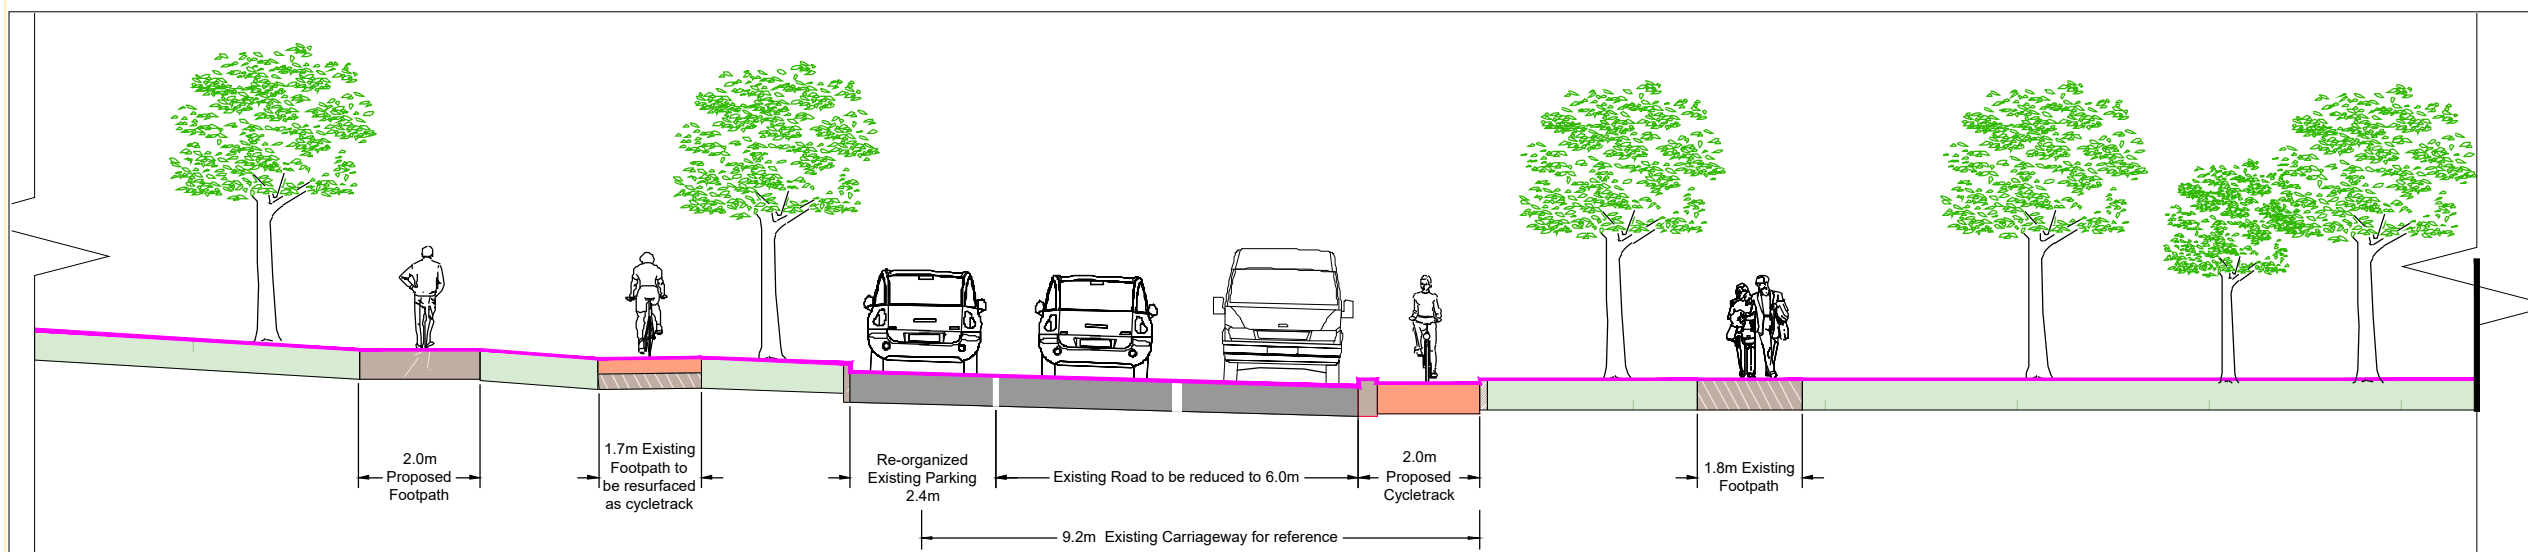 2.0m
Proposed
Footpath
1.7m Existing
Footpath to
be resurfaced
as cycletrack
Re-organized
Existing Parking
2.4m
Existing Road to be reduced to 6.0m
2.0m
Proposed
Cycletrack
1.8m Existing
Footpath
9.2m Existing Carriageway for reference